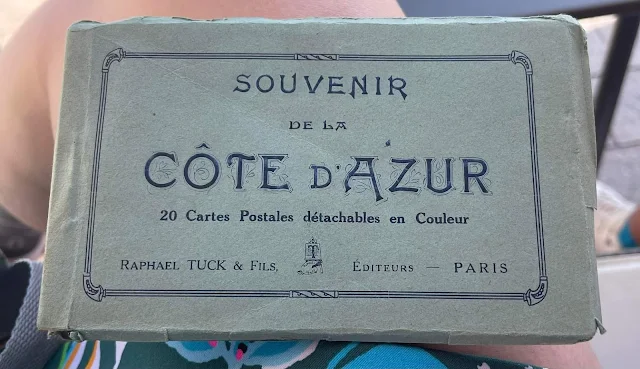 SOUVENIR
DE LA
CÔTE D'AZUR
20 Cartes Postales détachables en Couleur
RAPHAEL TUCK & FILS, ÉDITEURS — PARIS